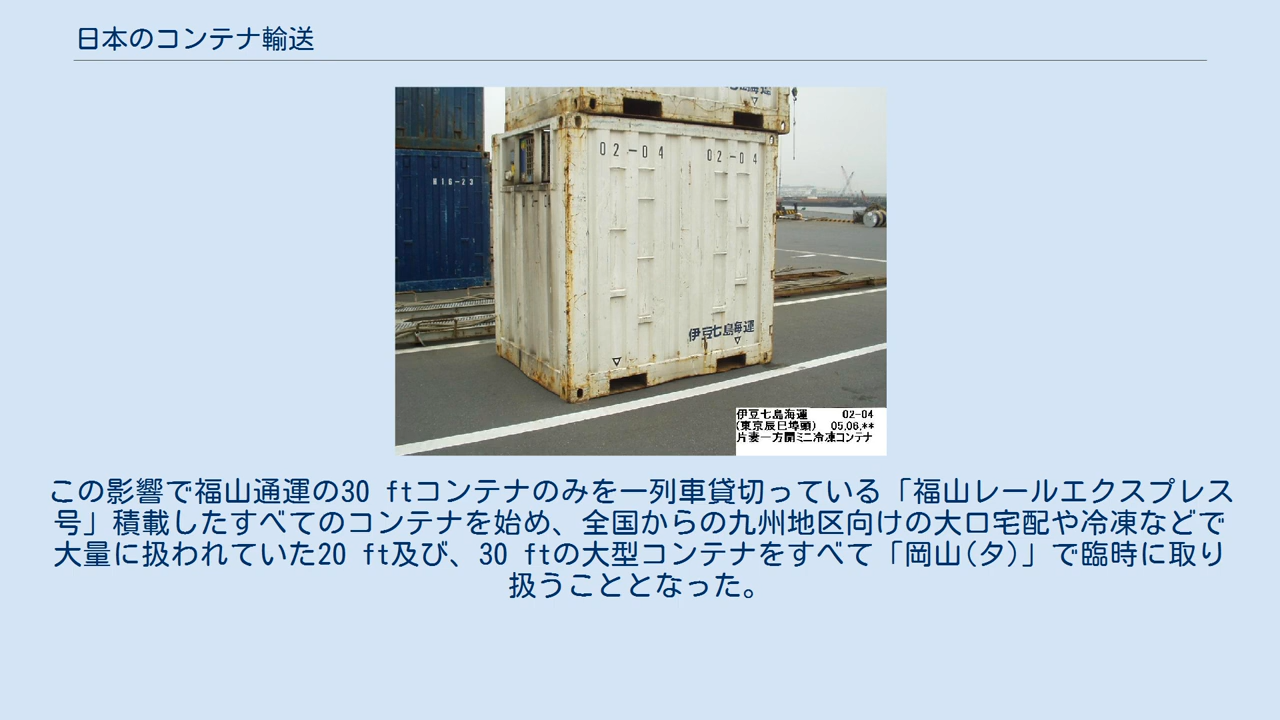 日本のコンテナ輸送
伊豆七島海運
H16-23
02-04 02-04
伊豆七島海運
伊豆七島海運 02-04
(東京辰巳埠頭) 05.06.**
片妻一方開ミニ冷凍コンテナ
この影響で福山通運の30 ftコンテナのみを一列車貸切っている「福山レールエクスプレス
号」積載したすべてのコンテナを始め、全国からの九州地区向けの大口宅配や冷凍などで
大量に扱われていた20 ft及び、30 ftの大型コンテナをすべて「岡山(タ)」で臨時に取り
扱うこととなった。